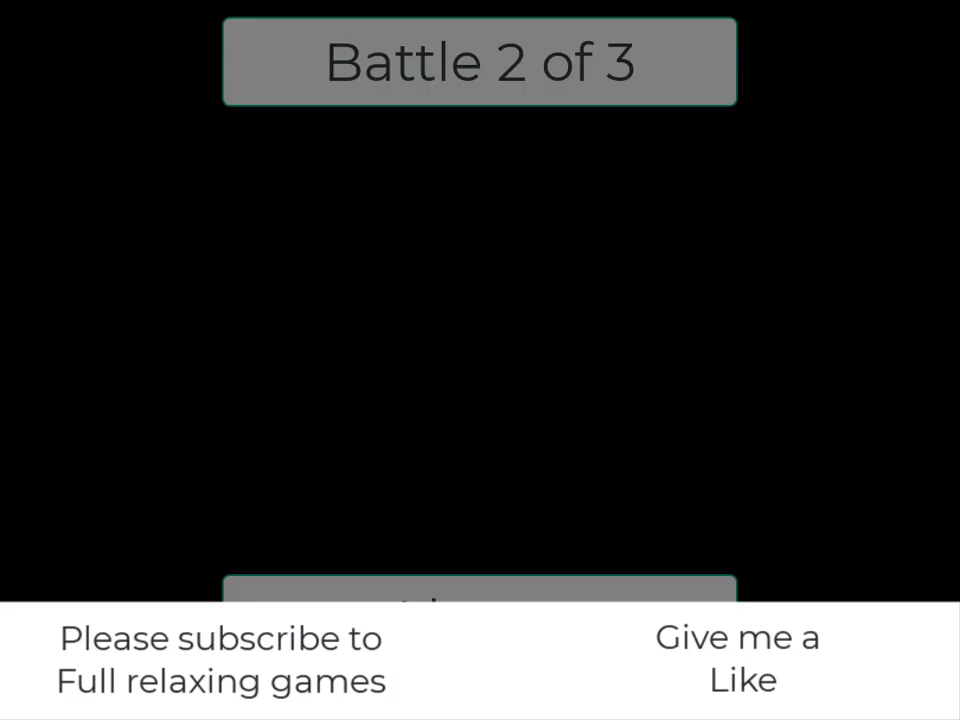 Battle 2 of 3
Please subscribe to
Full relaxing games
Give me a
Like